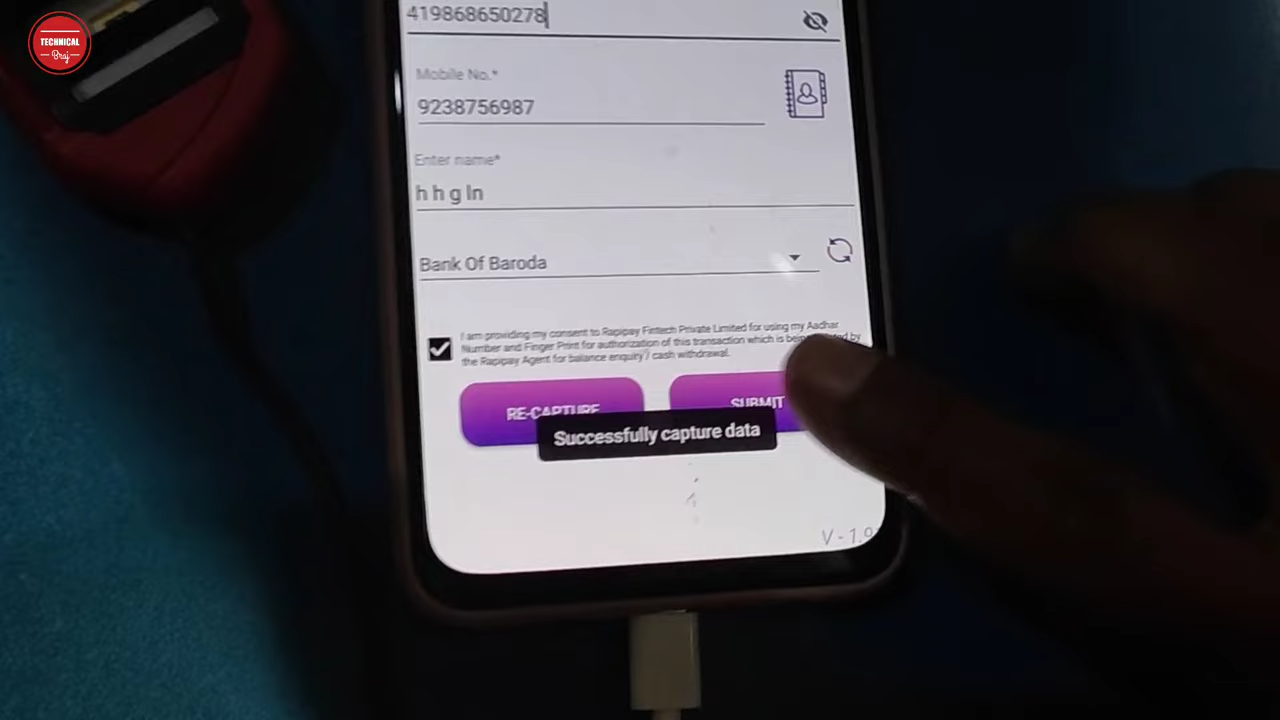 TECHNICAL
Braj
419868650278
Mobile No.*
9238756987
Enter name*
h h g ln
Bank Of Baroda
I am providing my consent to Rapipay Fintech Private Limited for using my Aadhar
Number and Finger Print for authorization of this transaction which is being by
the Rapipay Agent for balance enquiry / cash withdrawal.
RE-CAPTURE
SUBMIT
Successfully capture data
V - 1.9